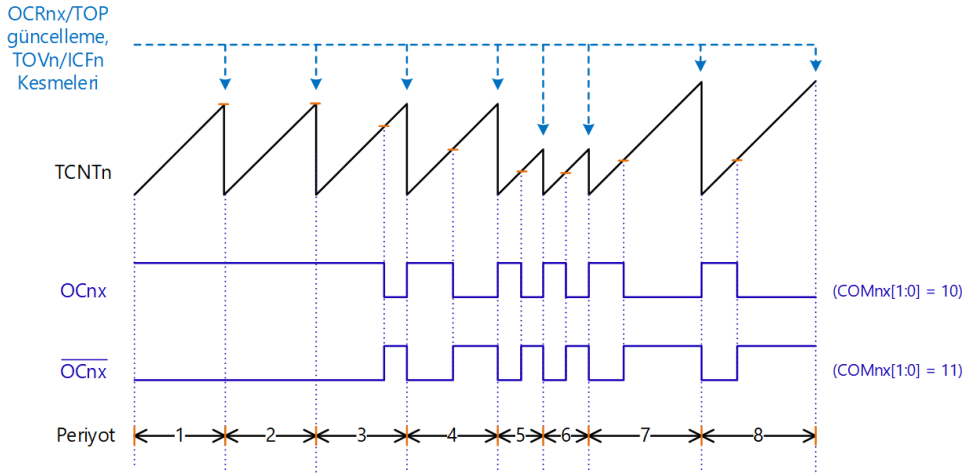 OCRnx/TOP
güncelleme,
TOVn/ICFn
Kesmeleri
TCNTn
OCnx
(COMnx[1:0] = 10)
OCnx
(COMnx[1:0] = 11)
Periyot
1 2 3 4 5 6 7 8